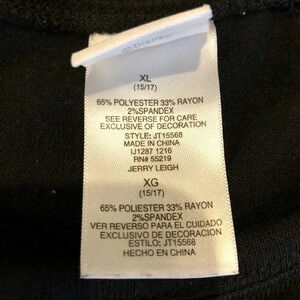 ©Disney
XL
(15/17)
65% POLYESTER 33% RAYON
2%SPANDEX
SEE REVERSE FOR CARE
EXCLUSIVE OF DECORATION
STYLE: JT15568
MADE IN CHINA
IJ1287 1216
RN# 55219
JERRY LEIGH
XG
(15/17)
65% POLIESTER 33% RAYON
2%SPANDEX
VER REVERSO PARA EL CUIDADO
EXCLUSIVO DE DECORACION
ESTILO: JT15568
HECHO EN CHINA